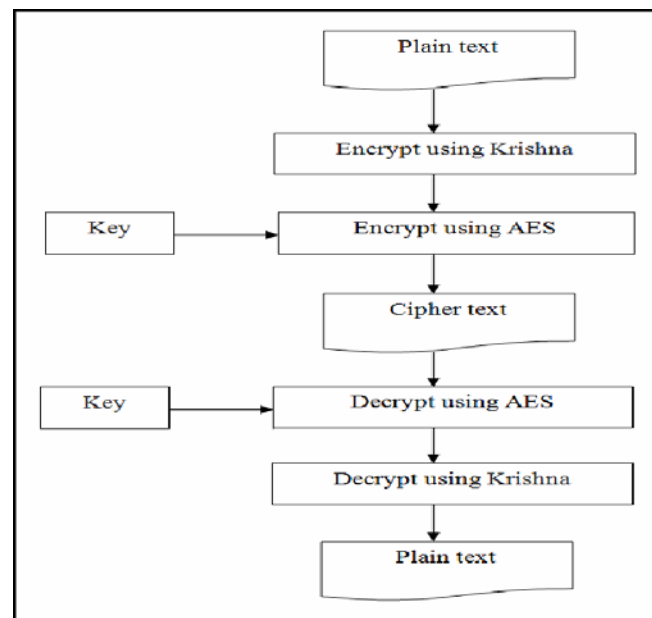 Plain text
Encrypt using Krishna
Key
Encrypt using AES
Cipher text
Key
Decrypt using AES
Decrypt using Krishna
Plain text